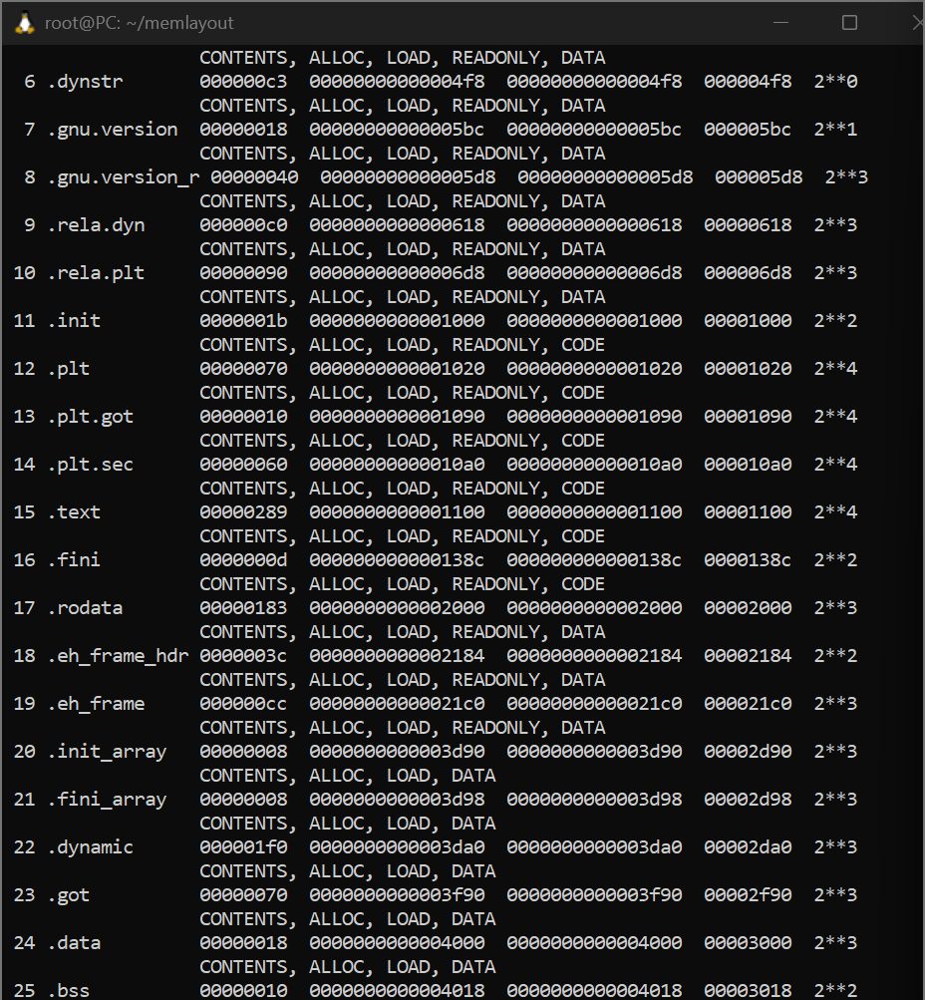 root@PC: ~/memlayout
CONTENTS, ALLOC, LOAD, READONLY, DATA
6 .dynstr 000000c3 00000000000004f8 00000000000004f8 000004f8 2**0
CONTENTS, ALLOC, LOAD, READONLY, DATA
7 .gnu.version 00000018 00000000000005bc 00000000000005bc 000005bc 2**1
CONTENTS, ALLOC, LOAD, READONLY, DATA
8 .gnu.version_r 00000040 00000000000005d8 00000000000005d8 000005d8 2**3
CONTENTS, ALLOC, LOAD, READONLY, DATA
9 .rela.dyn 000000c0 0000000000000618 0000000000000618 00000618 2**3
CONTENTS, ALLOC, LOAD, READONLY, DATA
10 .rela.plt 00000090 00000000000006d8 00000000000006d8 000006d8 2**3
CONTENTS, ALLOC, LOAD, READONLY, DATA
11 .init 0000001b 0000000000001000 0000000000001000 00001000 2**2
CONTENTS, ALLOC, LOAD, READONLY, CODE
12 .plt 00000070 0000000000001020 0000000000001020 00001020 2**4
CONTENTS, ALLOC, LOAD, READONLY, CODE
13 .plt.got 00000010 0000000000001090 0000000000001090 00001090 2**4
CONTENTS, ALLOC, LOAD, READONLY, CODE
14 .plt.sec 00000060 00000000000010a0 00000000000010a0 000010a0 2**4
CONTENTS, ALLOC, LOAD, READONLY, CODE
15 .text 00000289 0000000000001100 0000000000001100 00001100 2**4
CONTENTS, ALLOC, LOAD, READONLY, CODE
16 .fini 0000000d 000000000000138c 000000000000138c 0000138c 2**2
CONTENTS, ALLOC, LOAD, READONLY, CODE
17 .rodata 00000183 0000000000002000 0000000000002000 00002000 2**3
CONTENTS, ALLOC, LOAD, READONLY, DATA
18 .eh_frame_hdr 0000003c 0000000000002184 0000000000002184 00002184 2**2
CONTENTS, ALLOC, LOAD, READONLY, DATA
19 .eh_frame 000000cc 00000000000021c0 00000000000021c0 000021c0 2**3
CONTENTS, ALLOC, LOAD, READONLY, DATA
20 .init_array 00000008 0000000000003d90 0000000000003d90 00002d90 2**3
CONTENTS, ALLOC, LOAD, DATA
21 .fini_array 00000008 0000000000003d98 0000000000003d98 00002d98 2**3
CONTENTS, ALLOC, LOAD, DATA
22 .dynamic 000001f0 0000000000003da0 0000000000003da0 00002da0 2**3
CONTENTS, ALLOC, LOAD, DATA
23 .got 00000070 0000000000003f90 0000000000003f90 00002f90 2**3
CONTENTS, ALLOC, LOAD, DATA
24 .data 00000018 0000000000004000 0000000000004000 00003000 2**3
CONTENTS, ALLOC, LOAD, DATA
25 .bss 00000010 0000000000004018 0000000000004018 00003018 2**2